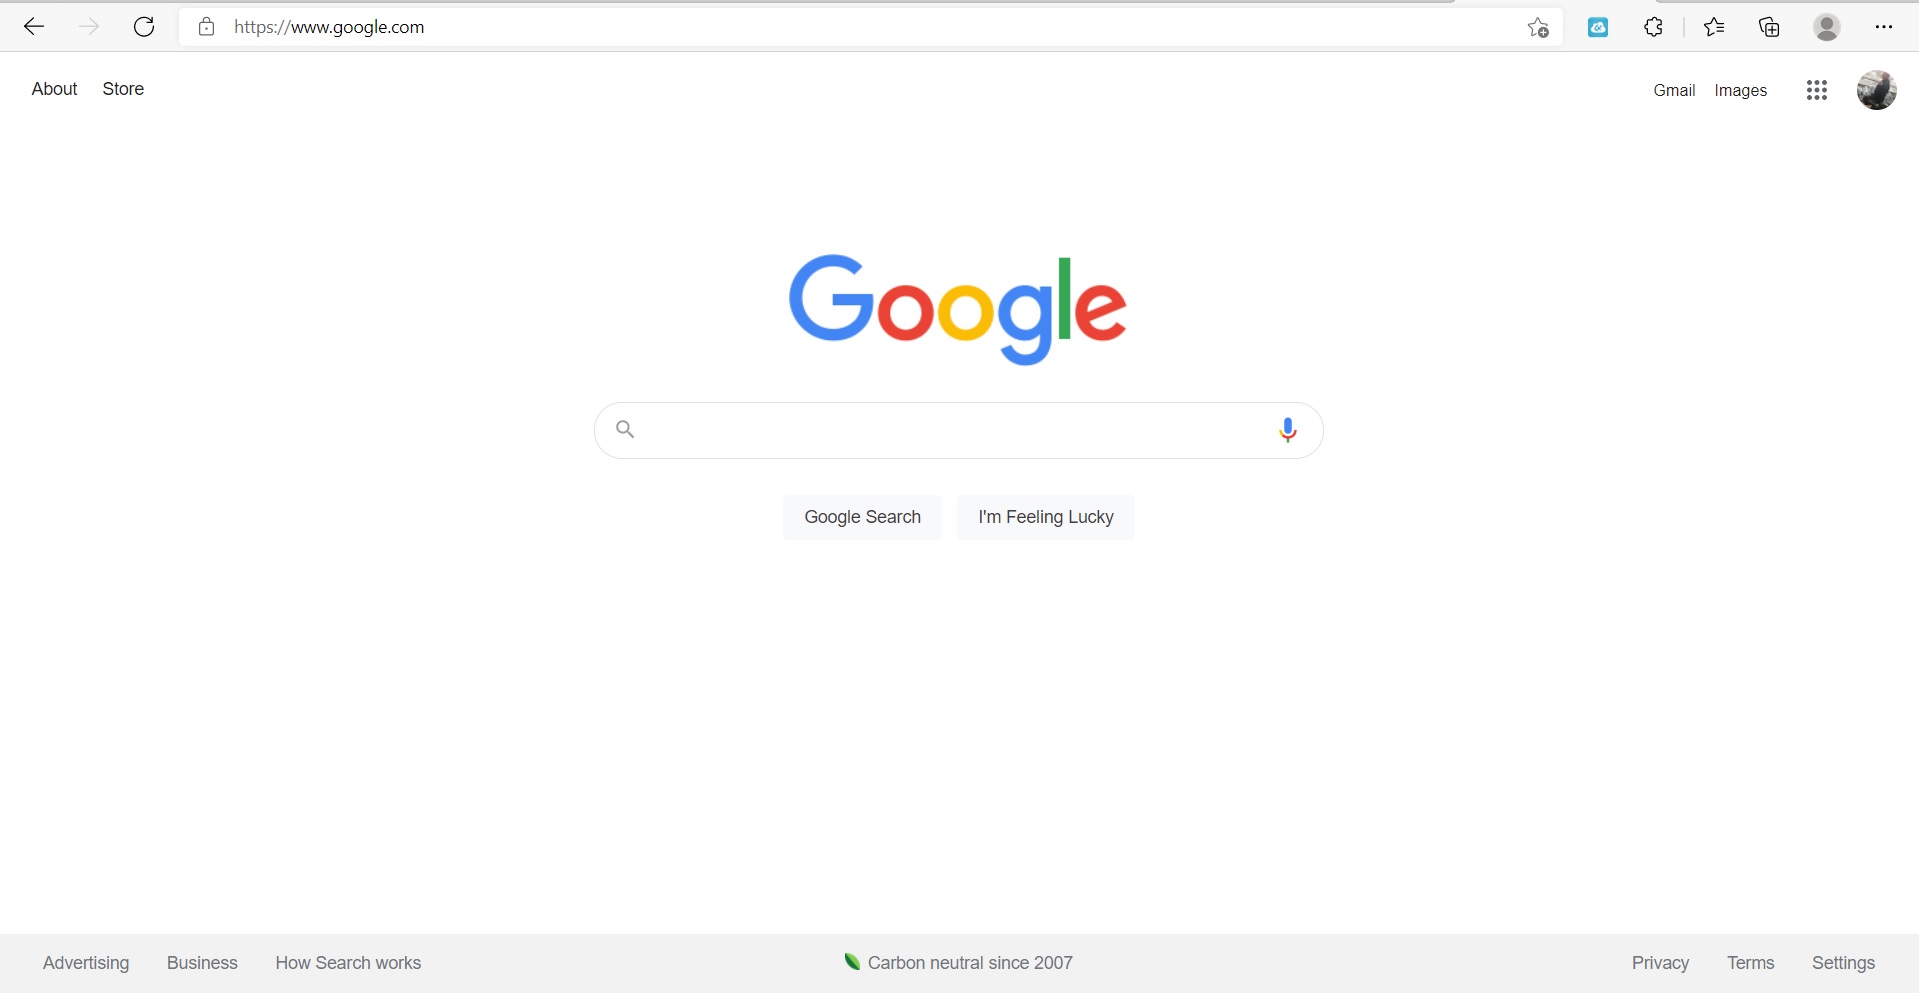 https://www.google.com
About Store
Gmail Images
Google
Google Search I'm Feeling Lucky
Advertising Business How Search works
Carbon neutral since 2007
Privacy Terms Settings